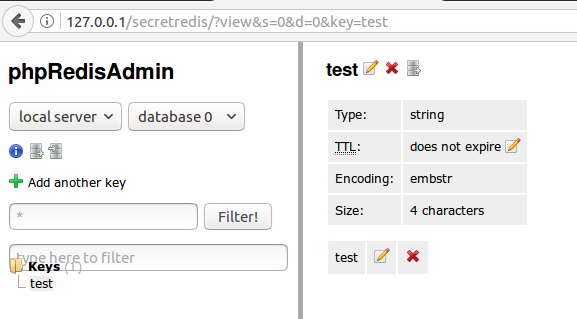 127.0.0.1/secretredis/?view&s=0&d=0&key=test
phpRedisAdmin
local server database 0
Add another key
* Filter!
type here to filter
Keys (1)
test
test
Type: string
TTL: does not expire
Encoding: embstr
Size: 4 characters
test